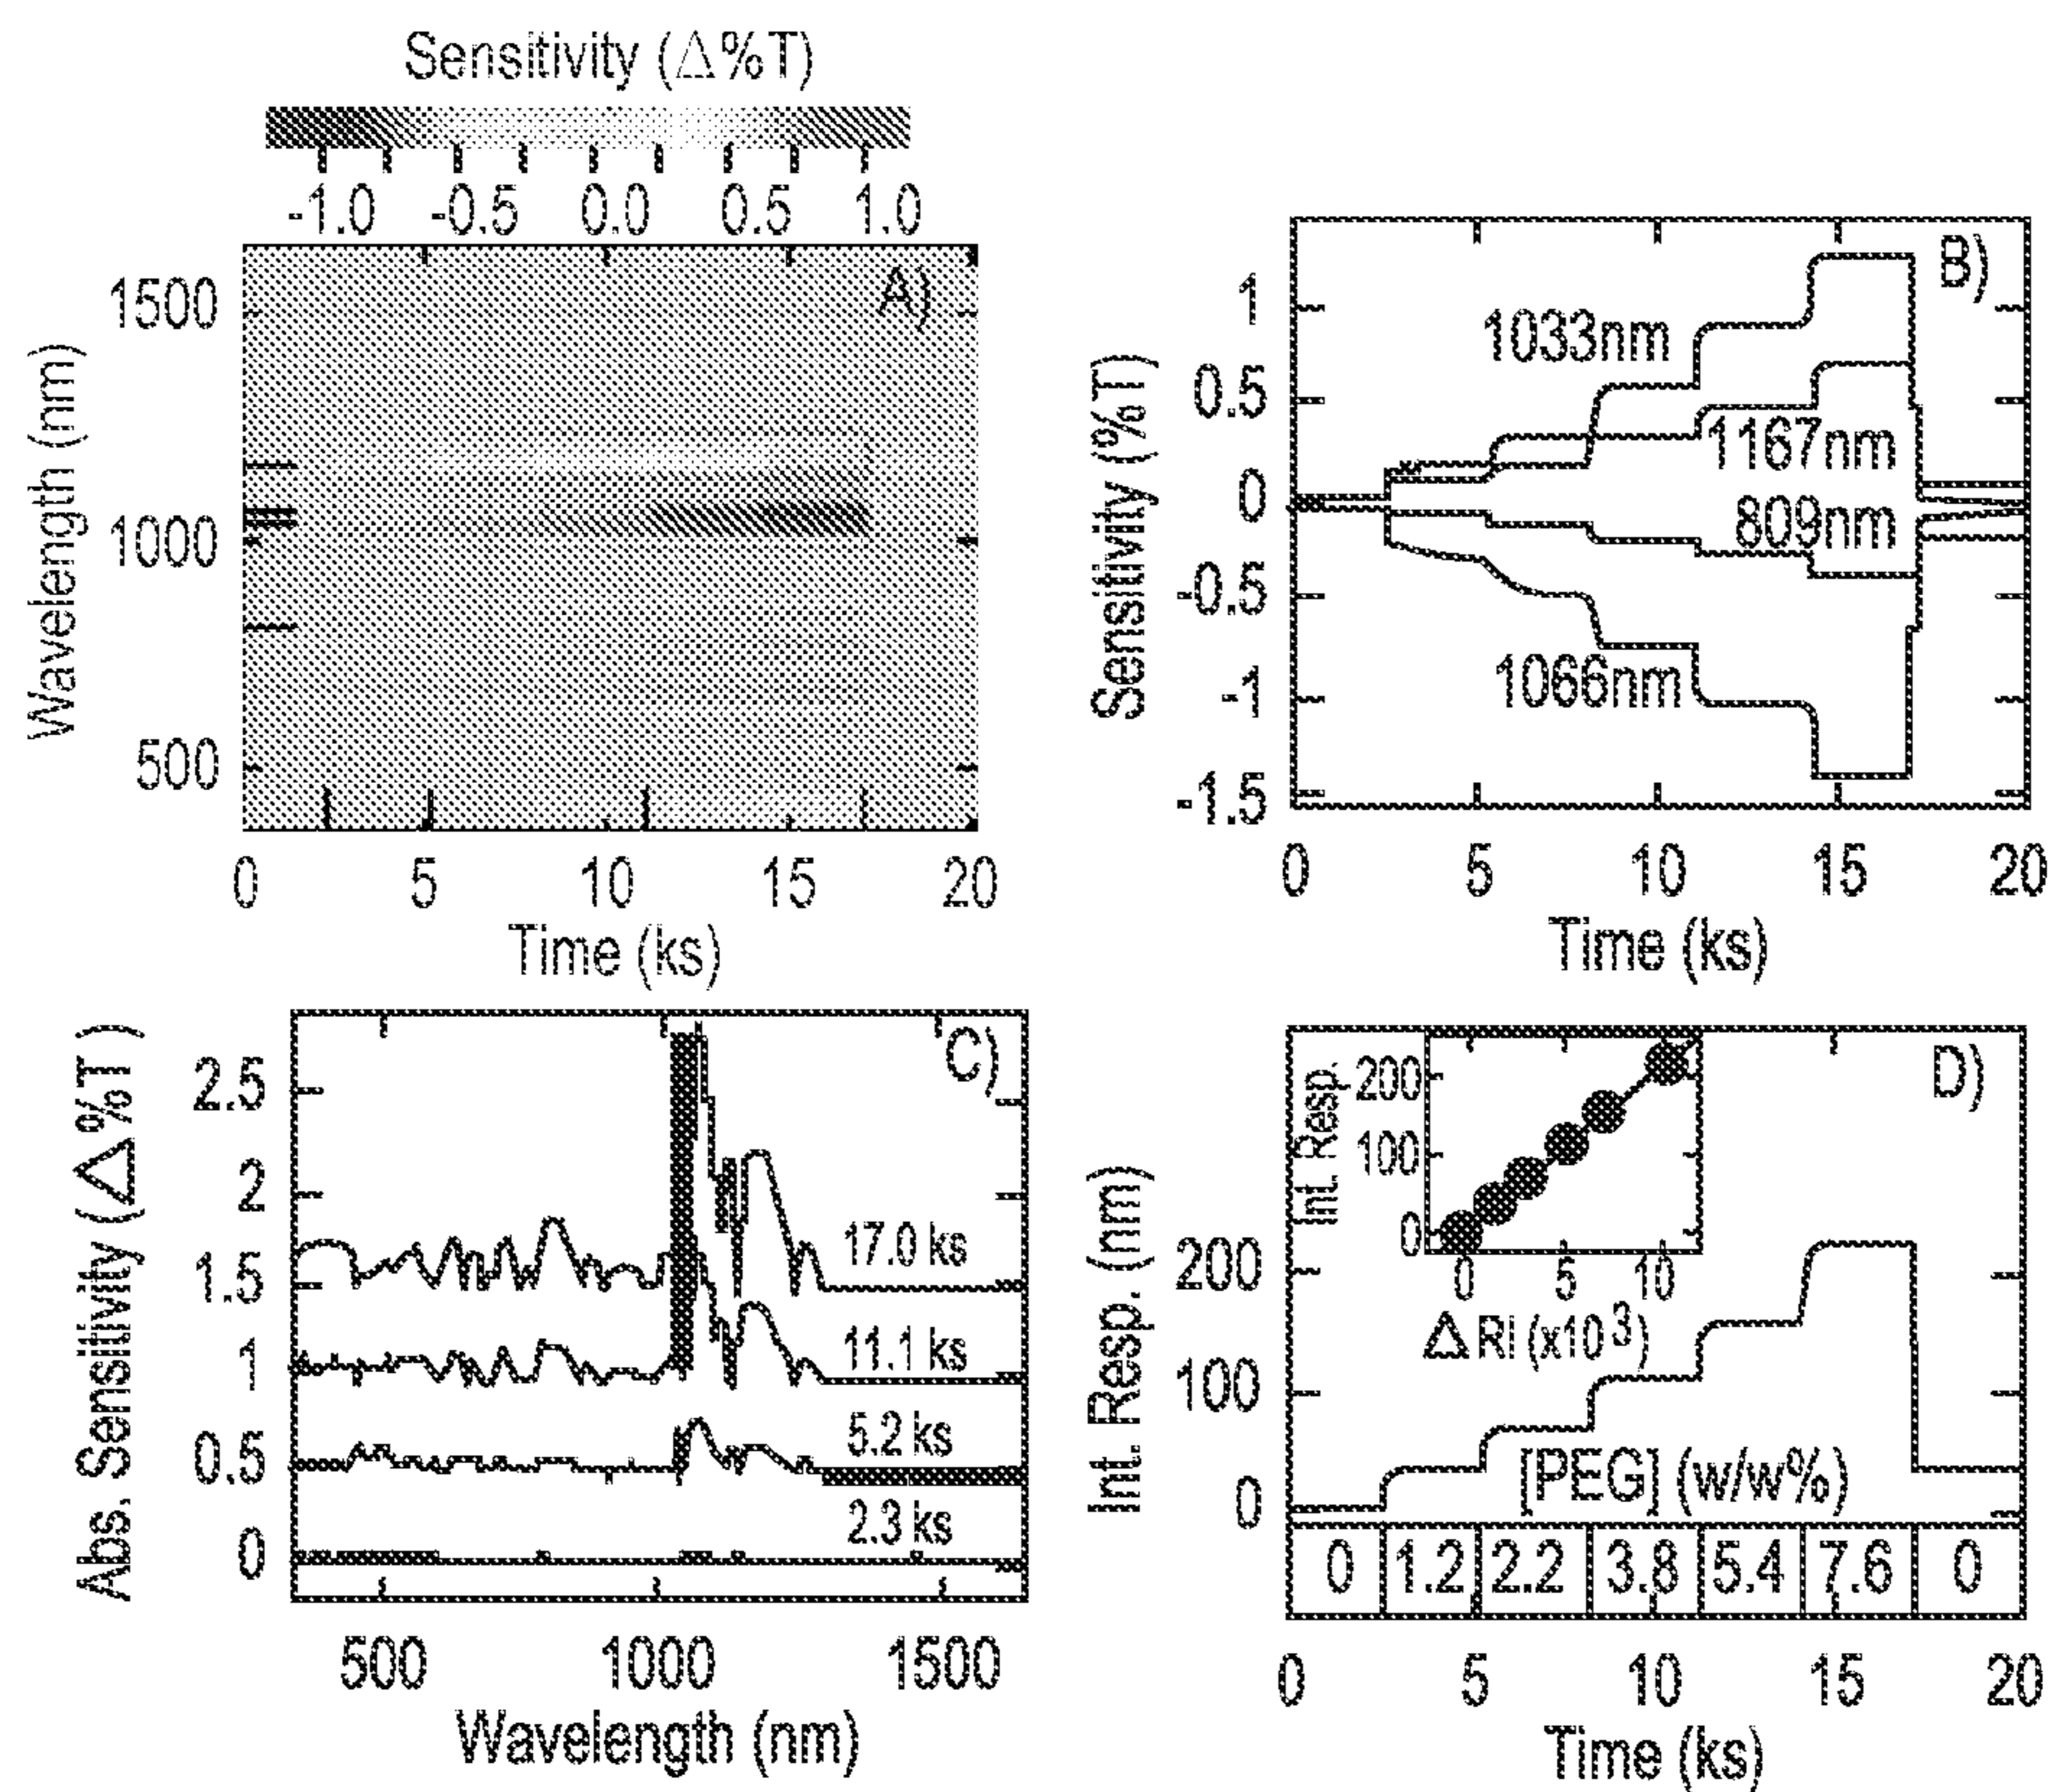 Sensitivity (△%T)
-1.0 -0.5 0.0 0.5 1.0
A)
1500
1000
500
Wavelength (nm)
0 5 10 15 20
Time (ks)
B)
1
0.5
0
-0.5
-1
-1.5
Sensitivity (%T)
1033nm
1167nm
809nm
1066nm
0 5 10 15 20
Time (ks)
C)
2.5
2
1.5
1
0.5
0
Abs. Sensitivity (△%T )
17.0 ks
11.1 ks
5.2 ks
2.3 ks
500 1000 1500
Wavelength (nm)
D)
200
100
0
Int. Resp.
0 5 10
△ RI (x10³)
200
100
0
Int. Resp. (nm)
[PEG] (w/w%)
0 1.2 2.2 3.8 5.4 7.6 0
0 5 10 15 20
Time (ks)